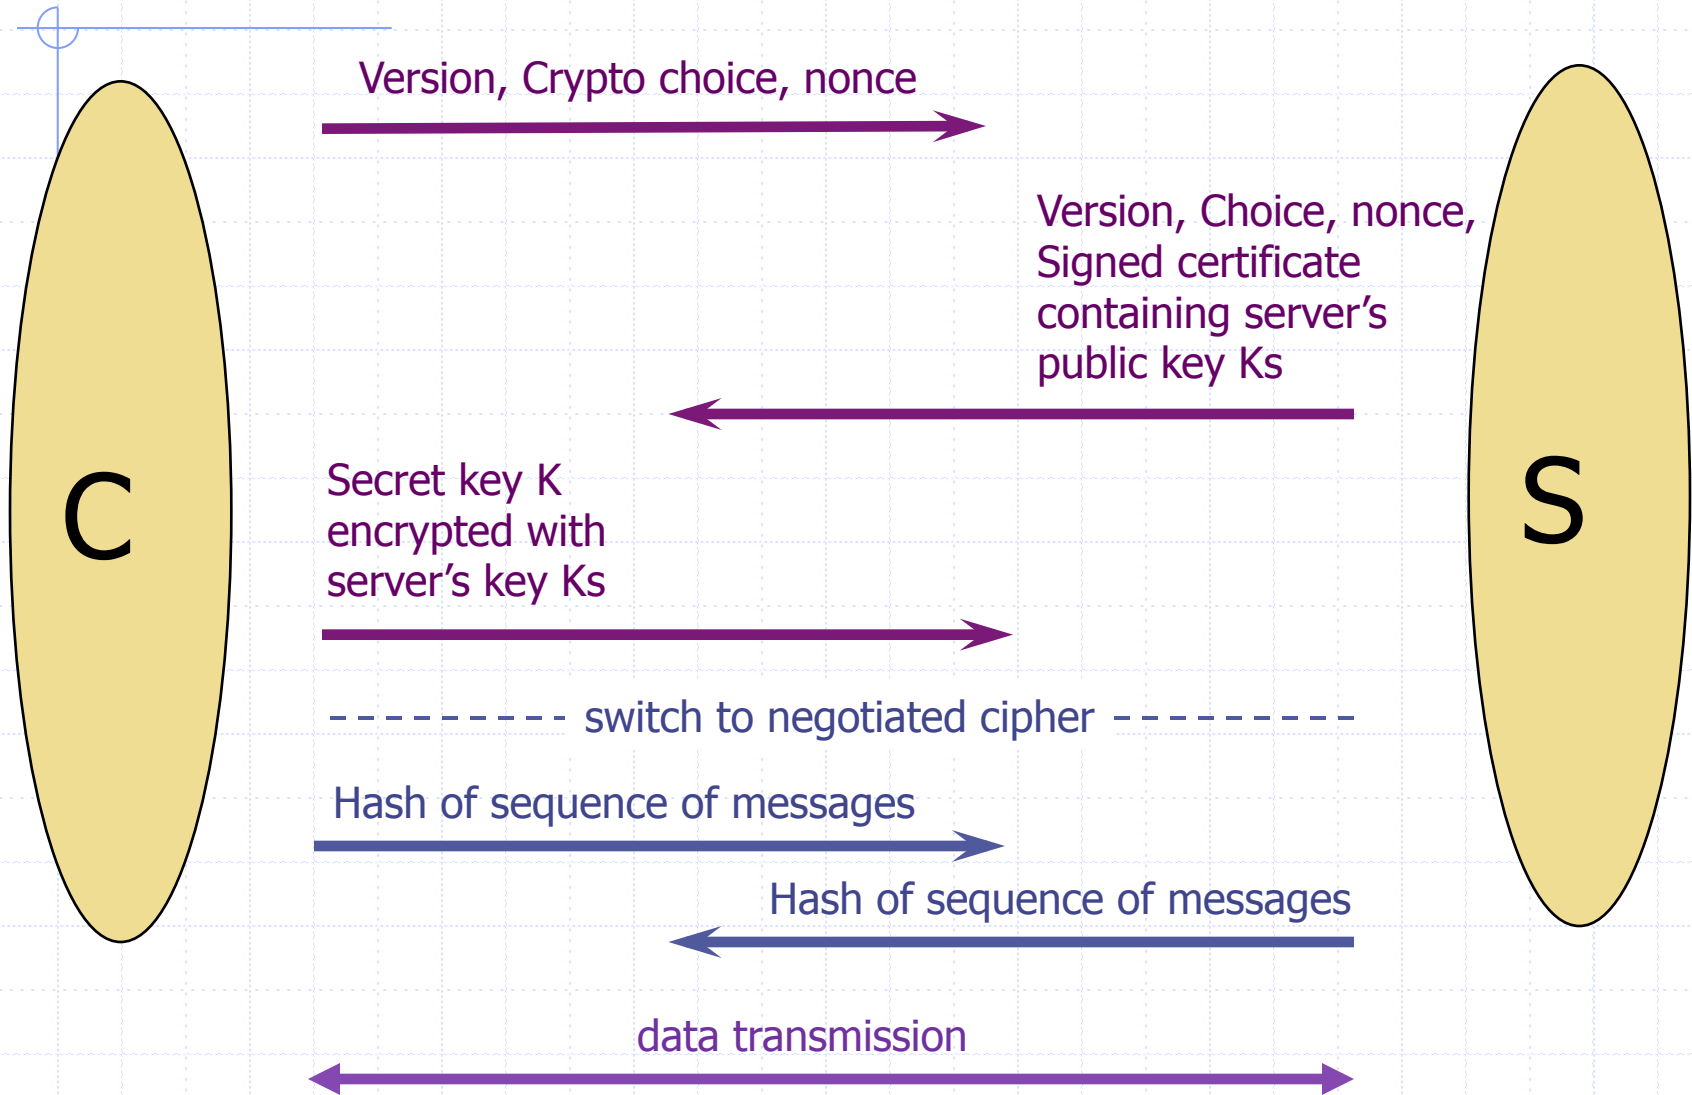 Version, Crypto choice, nonce
Version, Choice, nonce,
Signed certificate
containing server’s
public key Ks
C
S
Secret key K
encrypted with
server’s key Ks
switch to negotiated cipher
Hash of sequence of messages
Hash of sequence of messages
data transmission